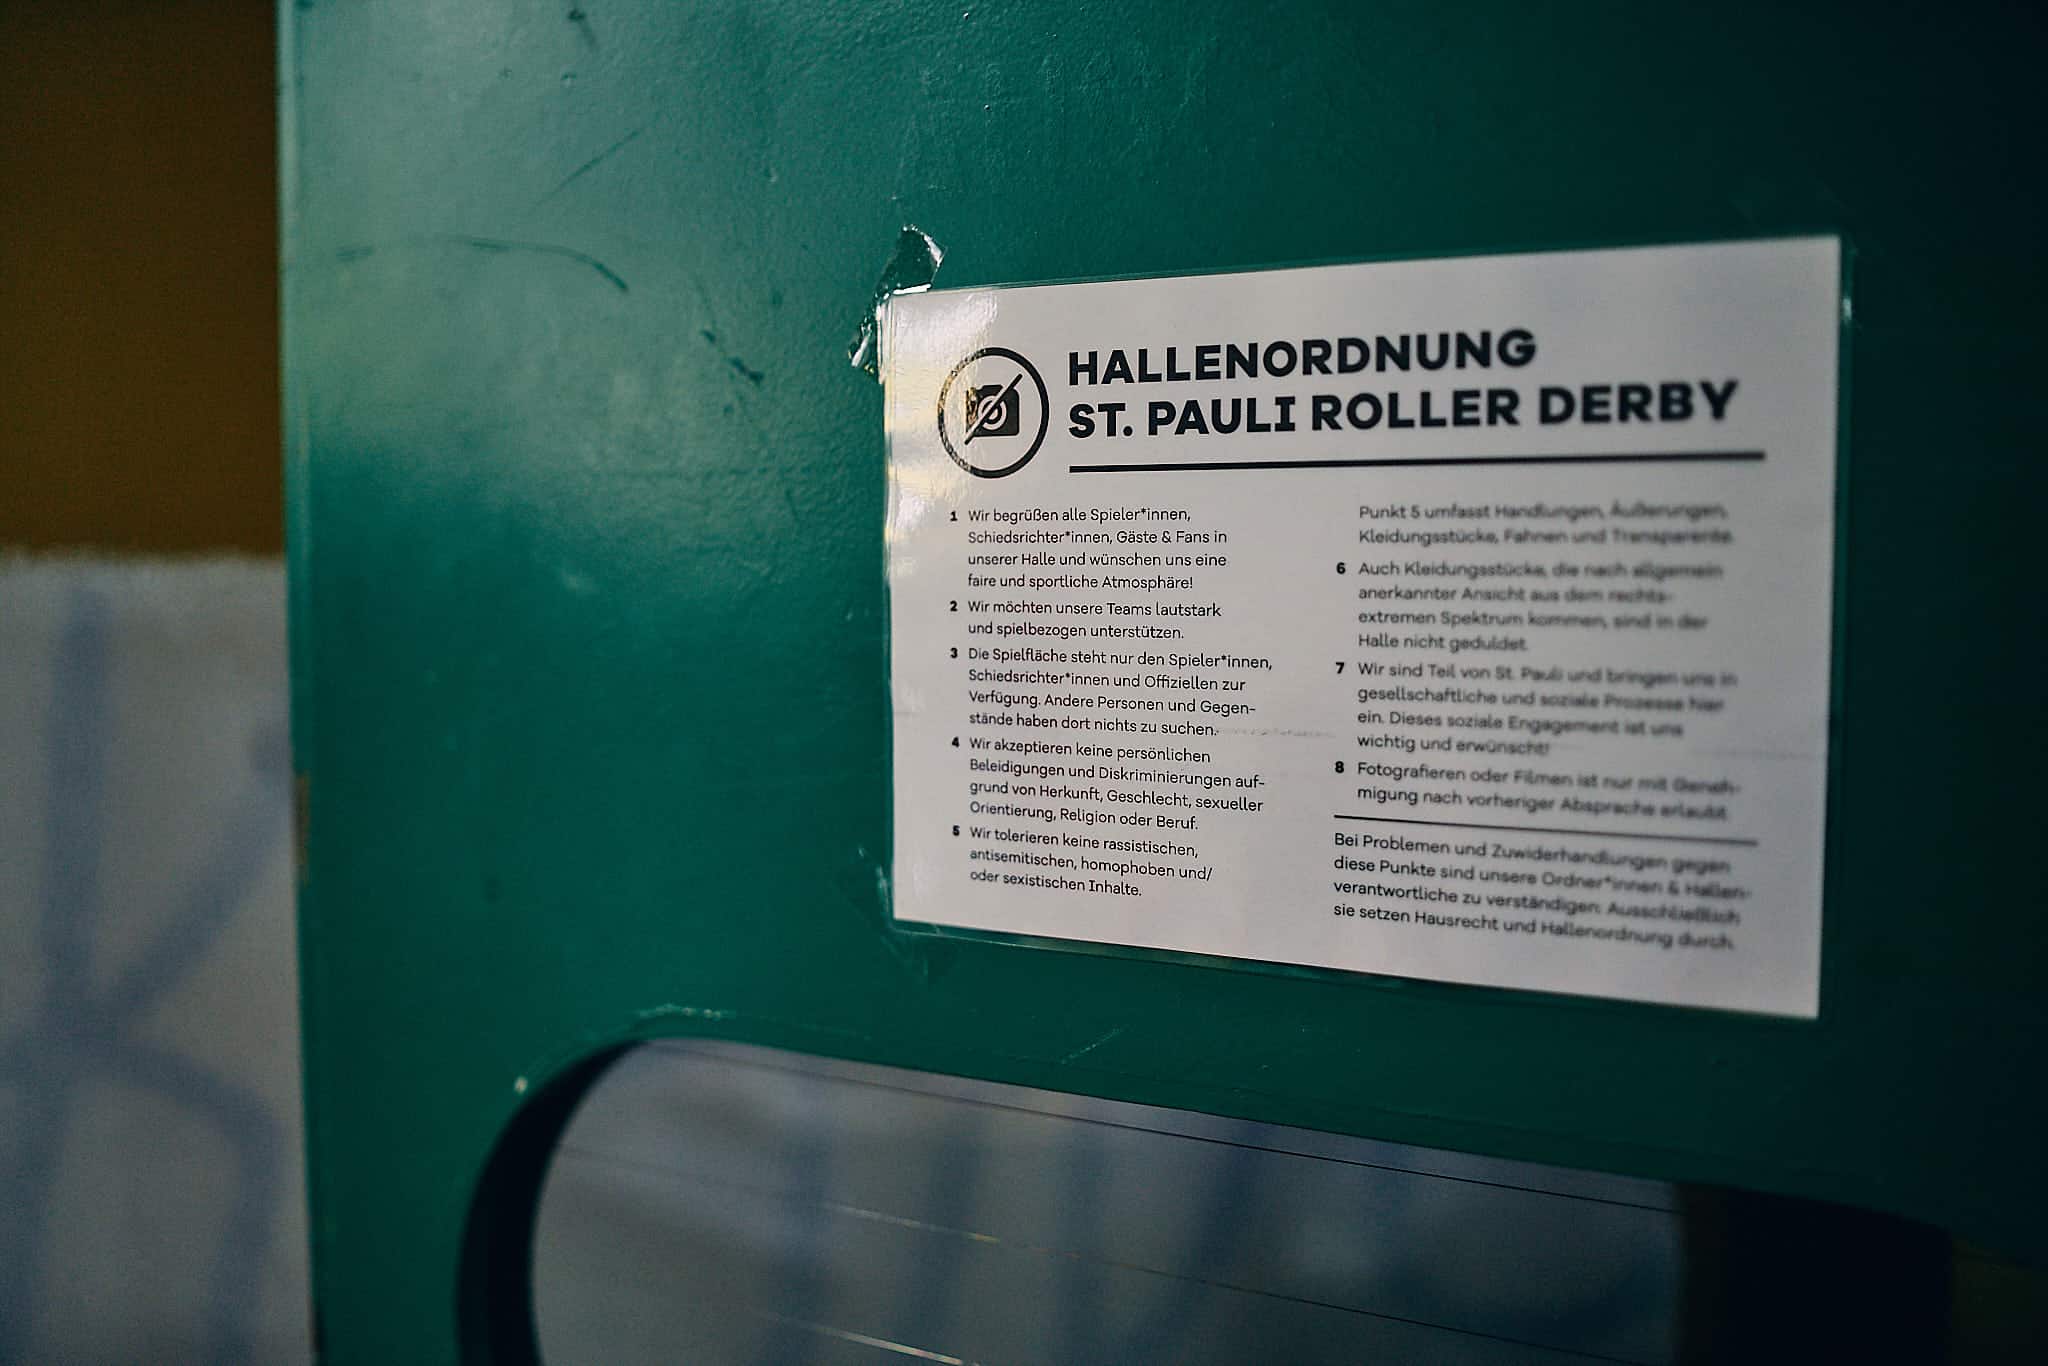 HALLENORDNUNG
ST. PAULI ROLLER DERBY
1 Wir begrüßen alle Spieler*innen,
Schiedsrichter*innen, Gäste & Fans in
unserer Halle und wünschen uns eine
faire und sportliche Atmosphäre!
2 Wir möchten unsere Teams lautstark
und spielbezogen unterstützen.
3 Die Spielfläche steht nur den Spieler*innen,
Schiedsrichter*innen und Offiziellen zur
Verfügung. Andere Personen und Gegen-
stände haben dort nichts zu suchen.
4 Wir akzeptieren keine persönlichen
Beleidigungen und Diskriminierungen auf-
grund von Herkunft, Geschlecht, sexueller
Orientierung, Religion oder Beruf.
5 Wir tolerieren keine rassistischen,
antisemitischen, homophoben und/
oder sexistischen Inhalte.
Punkt 5 umfasst Handlungen, Äußerungen,
Kleidungsstücke, Fahnen und Transparente.
6 Auch Kleidungsstücke, die nach allgemein
anerkannter Ansicht aus dem rechts-
extremen Spektrum kommen, sind in der
Halle nicht geduldet.
7 Wir sind Teil von St. Pauli und bringen uns in
gesellschaftliche und soziale Prozesse hier
ein. Dieses soziale Engagement ist uns
wichtig und erwünscht!
8 Fotografieren oder Filmen ist nur mit Geneh-
migung nach vorheriger Absprache erlaubt.
Bei Problemen und Zuwiderhandlungen gegen
diese Punkte sind unsere Ordner*innen & Hallen-
verantwortliche zu verständigen. Ausschließlich
sie setzen Hausrecht und Hallenordnung durch.